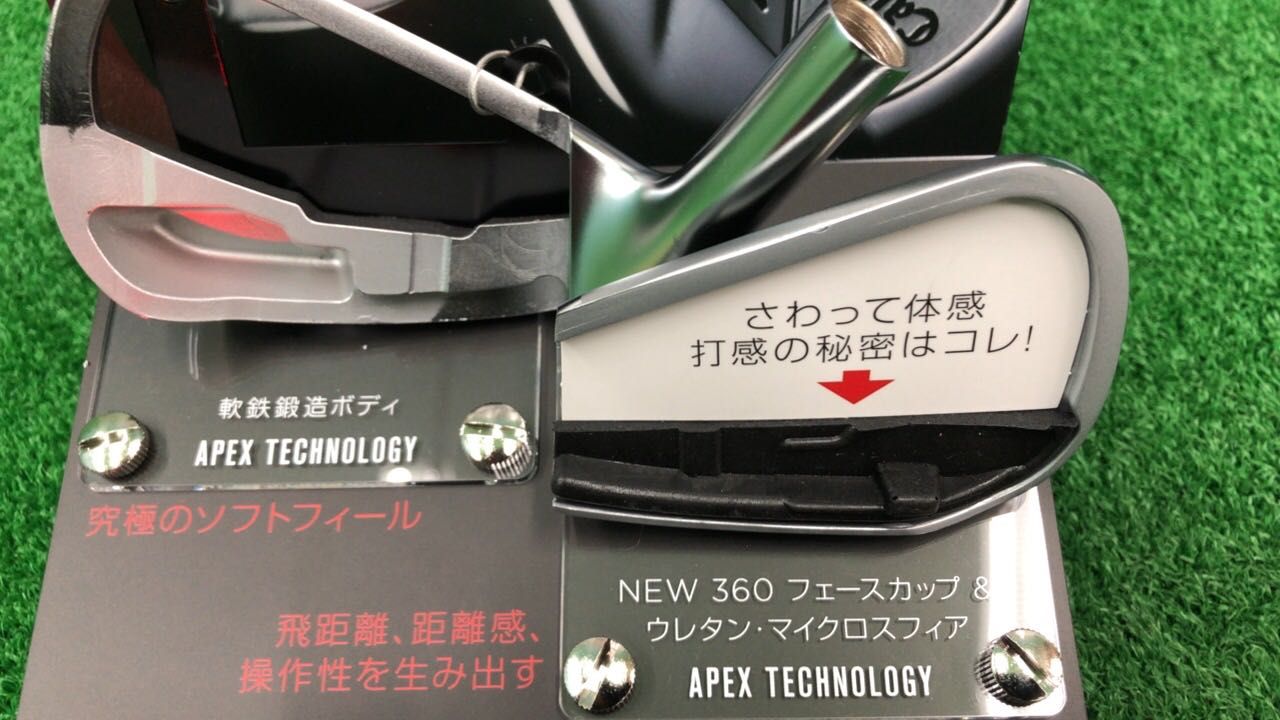 さわって体感
打感の秘密はコレ!
軟鉄鍛造ボディ
APEX TECHNOLOGY
究極のソフトフィール
飛距離、距離感、
操作性を生み出す
NEW 360 フェースカップ &
ウレタン・マイクロスフィア
APEX TECHNOLOGY